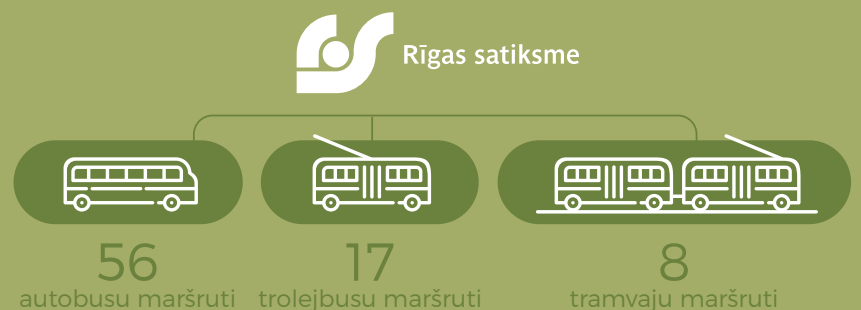 Rīgas satiksme
56
autobusu maršruti
17
trolejbusu maršruti
8
tramvaju maršruti